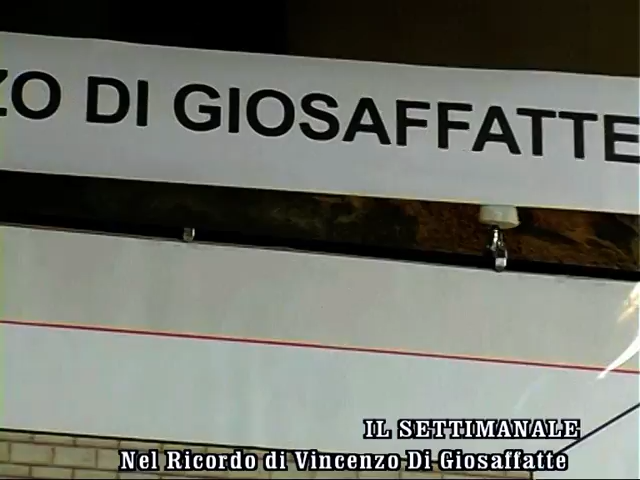 ZO DI GIOSAFFATTE
IL SETTIMANALE
Nel Ricordo di Vincenzo Di Giosaffatte